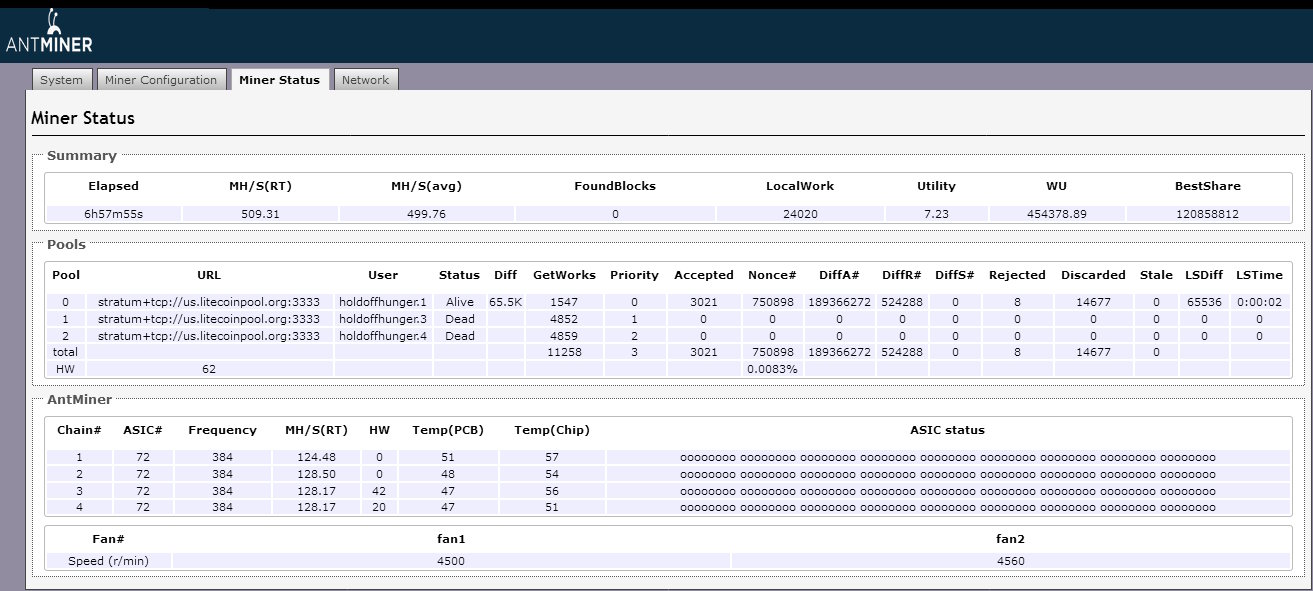 ANTMINER
System Miner Configuration Miner Status Network
Miner Status
Summary
Elapsed MH/S(RT) MH/S(avg) FoundBlocks LocalWork Utility WU BestShare
6h57m55s 509.31 499.76 0 24020 7.23 454378.89 120858812
Pools
Pool URL User Status Diff GetWorks Priority Accepted Nonce# DiffA# DiffR# DiffS# Rejected Discarded Stale LSDiff LSTime
0 stratum+tcp://us.litecoinpool.org:3333 holdoffhunger.1 Alive 65.5K 1547 0 3021 750898 189366272 524288 0 8 14677 0 65536 0:00:02
1 stratum+tcp://us.litecoinpool.org:3333 holdoffhunger.3 Dead 4852 1 0 0 0 0 0 0 0 0 0 0
2 stratum+tcp://us.litecoinpool.org:3333 holdoffhunger.4 Dead 4859 2 0 0 0 0 0 0 0 0 0 0
total 11258 3 3021 750898 189366272 524288 0 8 14677 0
HW 62 0.0083%
AntMiner
Chain# ASIC# Frequency MH/S(RT) HW Temp(PCB) Temp(Chip) ASIC status
1 72 384 124.48 0 51 57 oooooooo oooooooo oooooooo oooooooo oooooooo oooooooo oooooooo oooooooo oooooooo
2 72 384 128.50 0 48 54 oooooooo oooooooo oooooooo oooooooo oooooooo oooooooo oooooooo oooooooo oooooooo
3 72 384 128.17 42 47 56 oooooooo oooooooo oooooooo oooooooo oooooooo oooooooo oooooooo oooooooo oooooooo
4 72 384 128.17 20 47 51 oooooooo oooooooo oooooooo oooooooo oooooooo oooooooo oooooooo oooooooo oooooooo
Fan# fan1 fan2
Speed (r/min) 4500 4560